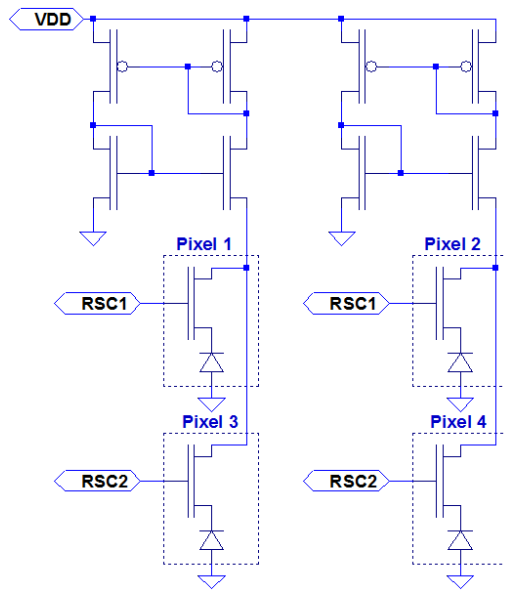 VDD
Pixel 1
Pixel 2
RSC1
RSC1
Pixel 3
Pixel 4
RSC2
RSC2